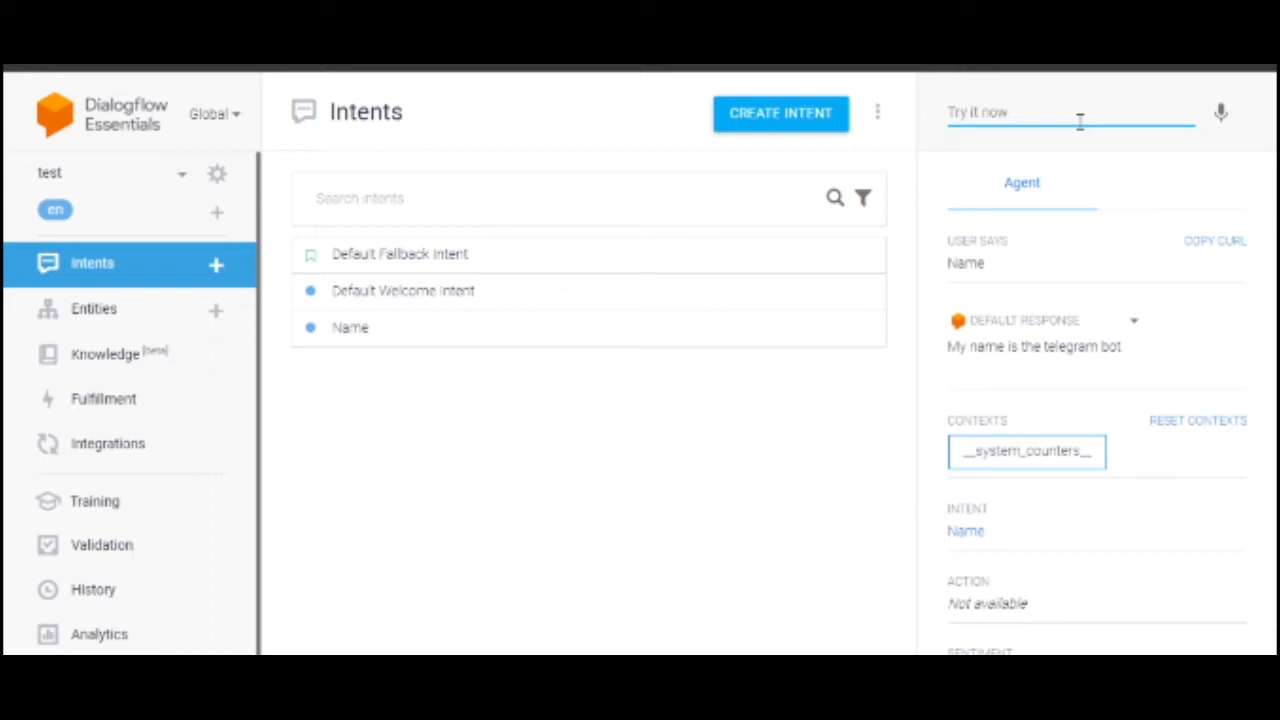 Dialogflow
Essentials
Global
test
en
Intents
Entities
Knowledge [beta]
Fulfillment
Integrations
Training
Validation
History
Analytics
Intents
CREATE INTENT
Search intents
Default Fallback Intent
Default Welcome Intent
Name
Try it now
Agent
USER SAYS
COPY CURL
Name
DEFAULT RESPONSE
My name is the telegram bot
CONTEXTS
RESET CONTEXTS
__system_counters__
INTENT
Name
ACTION
Not available
SENTIMENT